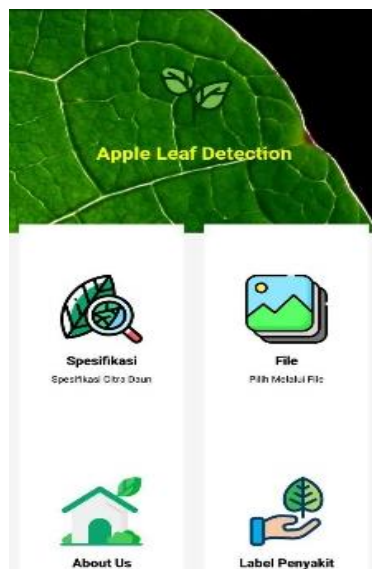 Apple Leaf Detection
Spesifikasi
Spesifikasi Citra Daun
File
Pilih Melalui File
About Us
Label Penyakit